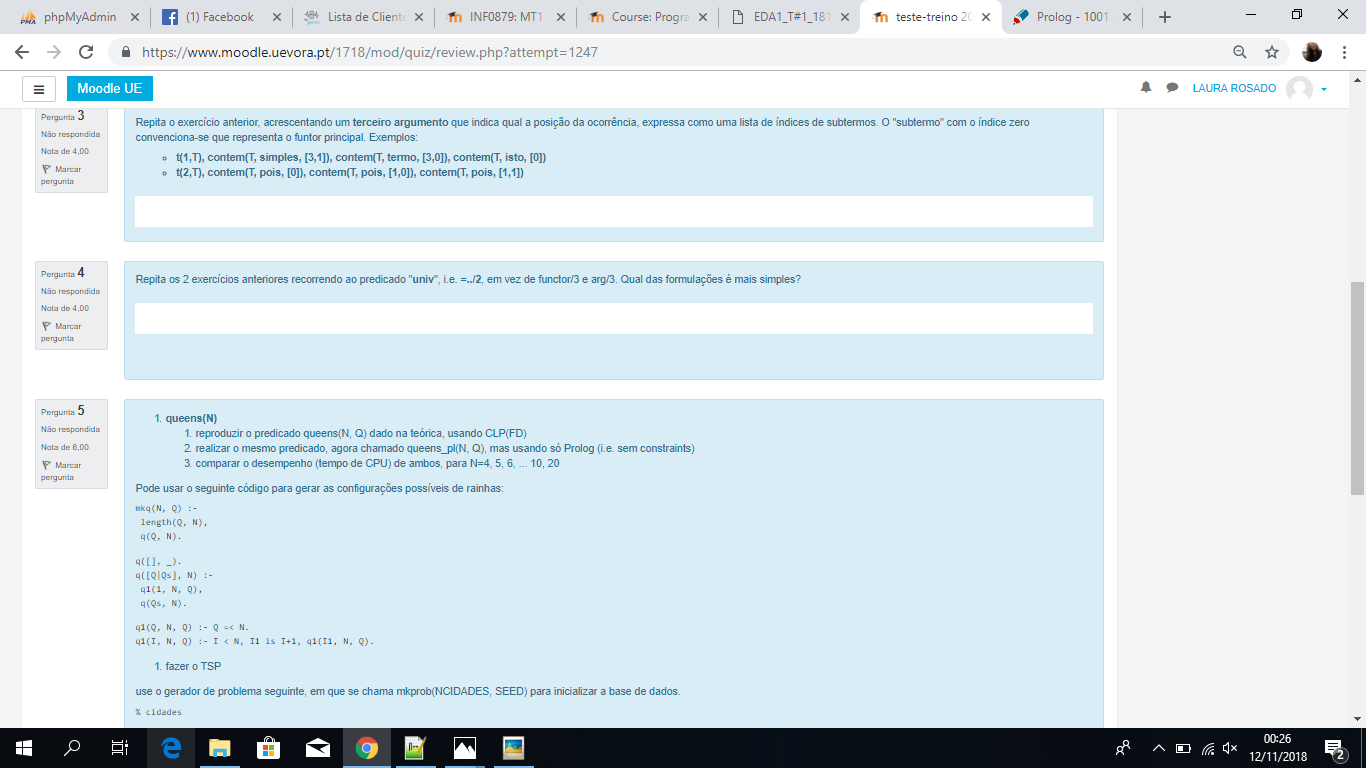 phpMyAdmin
(1) Facebook
Lista de Cliente
INF0879: MT1
Course: Progra
EDA1_T#1_181
teste-treino 20
Prolog - 1001
https://www.moodle.uevora.pt/1718/mod/quiz/review.php?attempt=1247
Moodle UE
LAURA ROSADO
Pergunta 3
Não respondida
Nota de 4,00
Marcar
pergunta
Repita o exercício anterior, acrescentando um terceiro argumento que indica qual a posição da ocorrência, expressa como uma lista de índices de subtermos. O "subtermo" com o índice zero
convenciona-se que representa o funtor principal. Exemplos:
t(1,T), contem(T, simples, [3,1]), contem(T, termo, [3,0]), contem(T, isto, [0])
t(2,T), contem(T, pois, [0]), contem(T, pois, [1,0]), contem(T, pois, [1,1])
Pergunta 4
Não respondida
Nota de 4,00
Marcar
pergunta
Repita os 2 exercícios anteriores recorrendo ao predicado "univ", i.e. =../2, em vez de functor/3 e arg/3. Qual das formulações é mais simples?
Pergunta 5
Não respondida
Nota de 6,00
Marcar
pergunta
1. queens(N)
1. reproduzir o predicado queens(N, Q) dado na teórica, usando CLP(FD)
2. realizar o mesmo predicado, agora chamado queens_pl(N, Q), mas usando só Prolog (i.e. sem constraints)
3. comparar o desempenho (tempo de CPU) de ambos, para N=4, 5, 6, ... 10, 20
Pode usar o seguinte código para gerar as configurações possíveis de rainhas:
mkq(N, Q) :-
length(Q, N),
q(Q, N).
q([], _).
q([Q|Qs], N) :-
q1(1, N, Q),
q(Qs, N).
q1(Q, N, Q) :- Q =< N.
q1(I, N, Q) :- I < N, I1 is I+1, q1(I1, N, Q).
1. fazer o TSP
use o gerador de problema seguinte, em que se chama mkprob(NCIDADES, SEED) para inicializar a base de dados.
% cidades
00:26
12/11/2018
2